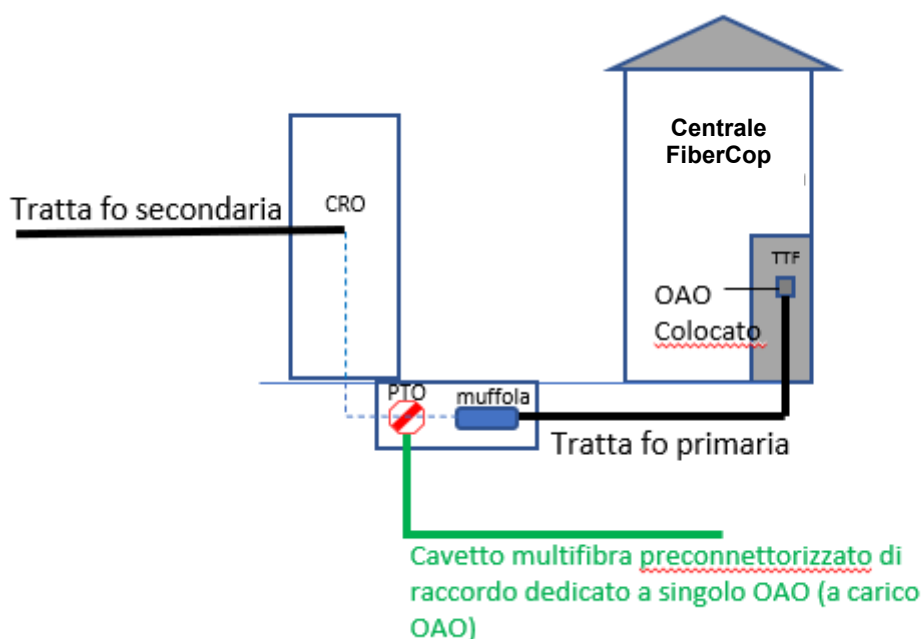 Centrale
FiberCop
Tratta fo secondaria
CRO
TTF
OAO
Colocato
PTO
muffola
Tratta fo primaria
Cavetto multifibra preconnettorizzato di
raccordo dedicato a singolo OAO (a carico
OAO)